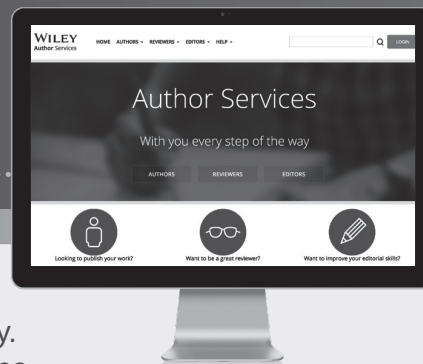 WILEY
Author Services
HOME AUTHORS REVIEWERS EDITORS HELP
LOGIN
Author Services
With you every step of the way
AUTHORS REVIEWERS EDITORS
Looking to publish your work? Want to be a great reviewer? Want to improve your editorial skills?
y.